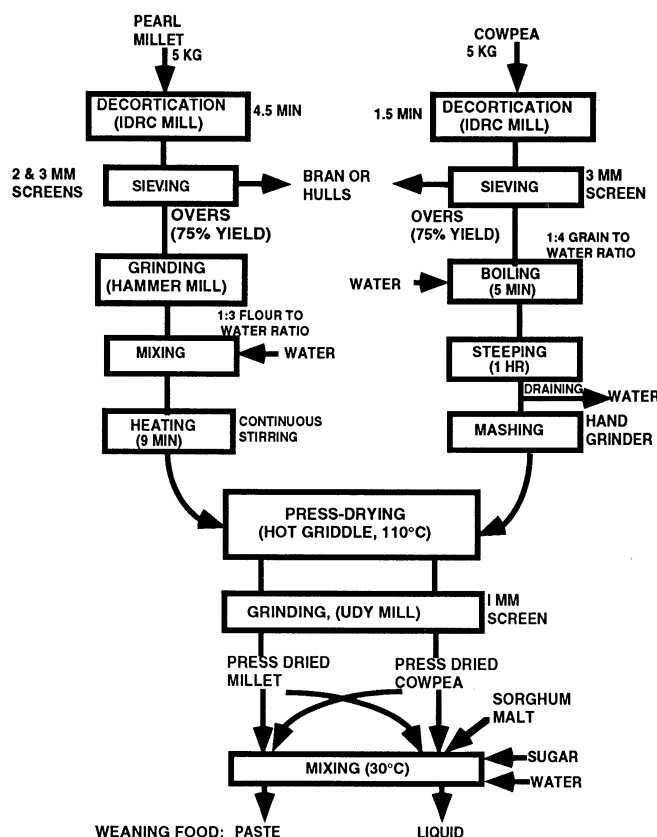 PEARL
MILLET
5 KG
DECORTICATION
(IDRC MILL)
4.5 MIN
2 & 3 MM
SCREENS
SIEVING
BRAN OR
HULLS
OVERS
(75% YIELD)
GRINDING
(HAMMER MILL)
1:3 FLOUR TO
WATER RATIO
MIXING
WATER
HEATING
(9 MIN)
CONTINUOUS
STIRRING
COWPEA
5 KG
1.5 MIN
DECORTICATION
(IDRC MILL)
SIEVING
3 MM
SCREEN
OVERS
(75% YIELD)
1:4 GRAIN TO
WATER RATIO
WATER
BOILING
(5 MIN)
STEEPING
(1 HR)
DRAINING
WATER
MASHING
HAND
GRINDER
PRESS-DRYING
(HOT GRIDDLE, 110°C)
GRINDING, (UDY MILL)
1 MM
SCREEN
PRESS DRIED
MILLET
PRESS DRIED
COWPEA
SORGHUM
MALT
MIXING (30°C)
SUGAR
WATER
WEANING FOOD: PASTE
LIQUID